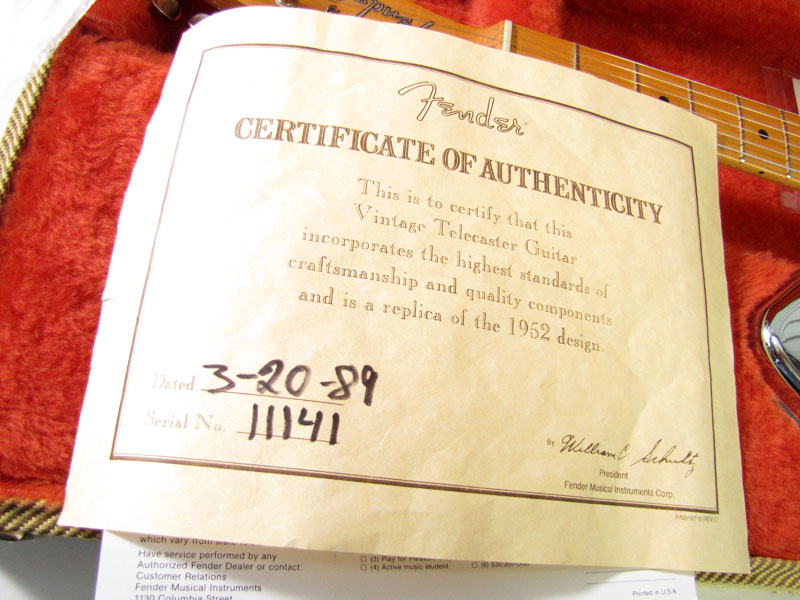 Fender
CERTIFICATE OF AUTHENTICITY
This is to certify that this
Vintage Telecaster Guitar
incorporates the highest standards of
craftsmanship and quality components
and is a replica of the 1952 design.
Dated 3-20-89
Serial No. 11141
By William C Schultz
President
Fender Musical Instruments Corp.
which vary from state to
Have service performed by any
Authorized Fender Dealer or contact:
Customer Relations
Fender Musical Instruments
1130 Columbia Street
(3) Play for
(4) Active music student
(6)
Printed in U.S.A